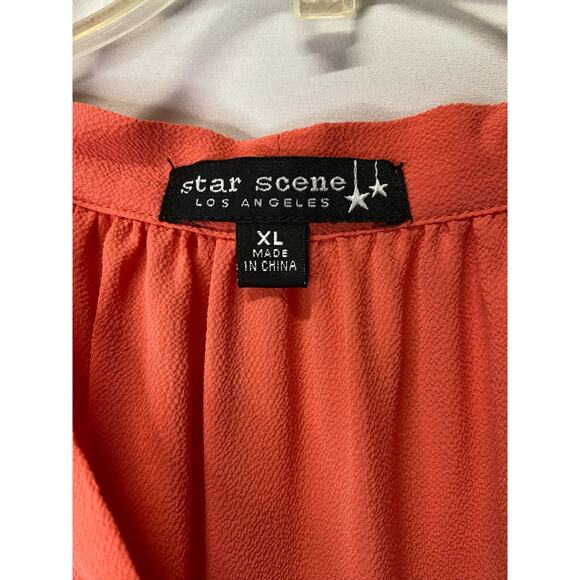 star scene
LOS ANGELES
XL
MADE
IN CHINA